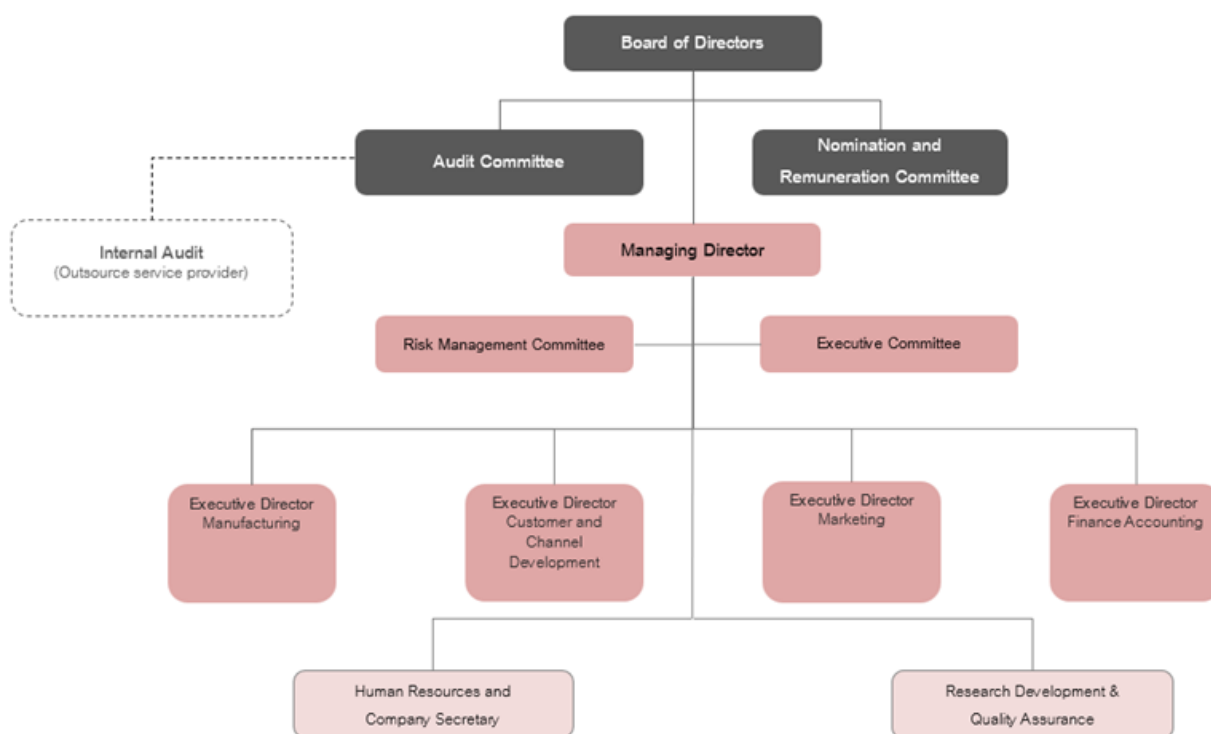 Board of Directors
Audit Committee
Nomination and
Remuneration Committee
Internal Audit
(Outsource service provider)
Managing Director
Risk Management Committee
Executive Committee
Executive Director
Manufacturing
Executive Director
Customer and
Channel
Development
Executive Director
Marketing
Executive Director
Finance Accounting
Human Resources and
Company Secretary
Research Development &
Quality Assurance